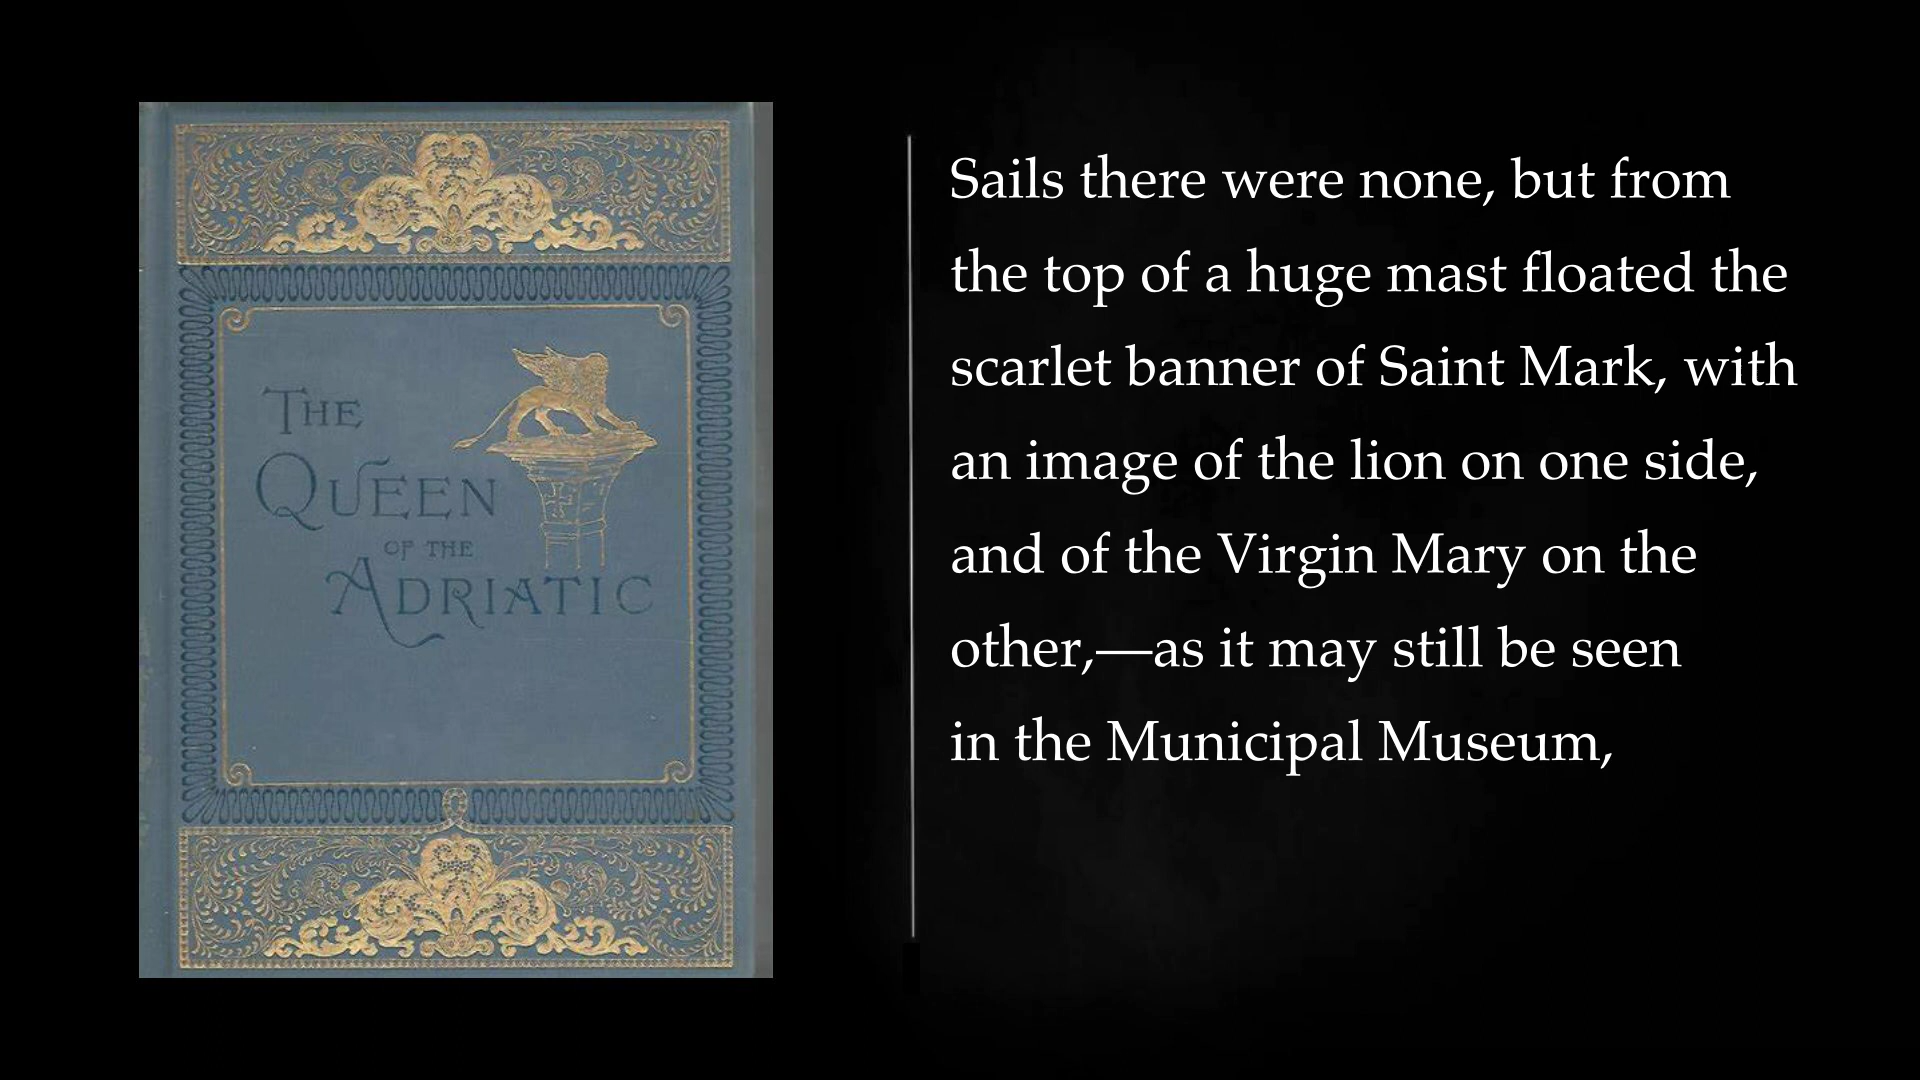 THE
QUEEN
OF THE
ADRIATIC
Sails there were none, but from
the top of a huge mast floated the
scarlet banner of Saint Mark, with
an image of the lion on one side,
and of the Virgin Mary on the
other,—as it may still be seen
in the Municipal Museum,